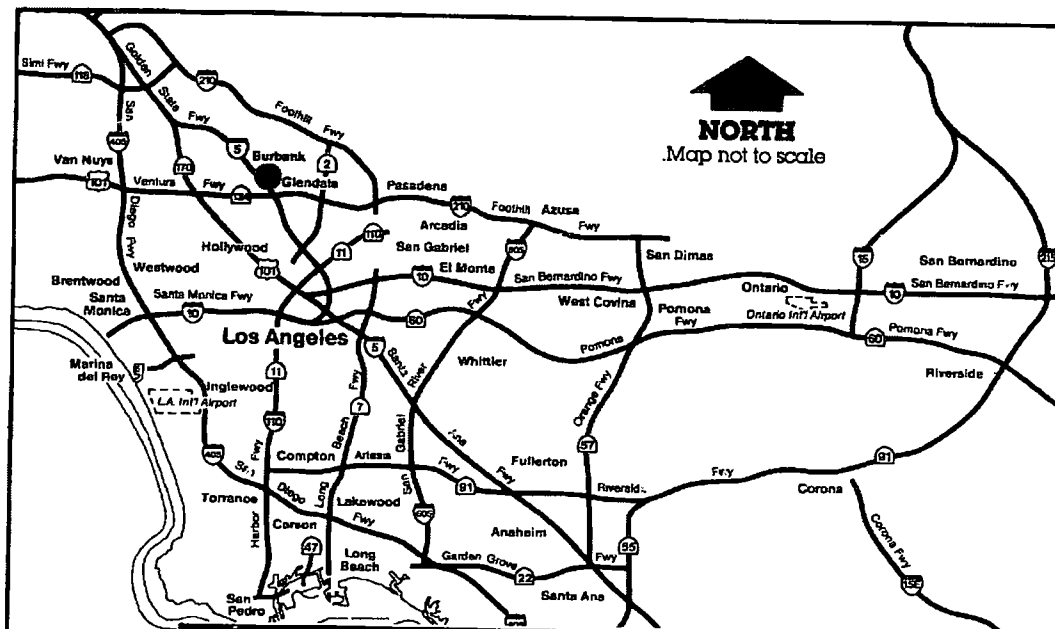 Golden
State
Fwy
Simi Fwy
118
210
Foothill
Fwy
NORTH
.Map not to scale
San
405
Diego
Fwy
5
170
2
Burbank
Glendale
Van Nuys
101
Ventura
Fwy
134
Pasadena
210
Foothill
Azusa
Fwy
Arcadia
110
11
San Gabriel
605
San Dimas
15
San Bernardino
215
Hollywood
101
Westwood
Brentwood
10
El Monte
San Bernardino Fwy
Ontario
10
San Bernardino Fwy
Santa
Monica
Santa Monica Fwy
10
60
Fwy
West Covina
Pomona
Fwy
Ontario Int'l Airport
60
Pomona Fwy
Los Angeles
5
Santa
Ana
Fwy
River
Whittier
Pomona
Marina
del Rey
Inglewood
11
Riverside
L.A. Int'l Airport
7
110
Fwy
Long
Beach
Fwy
Gabriel
San
Orange Fwy
57
405
San
Diego
Fwy
Compton
Artesia
Fwy
91
Fullerton
Riverside
Fwy
91
Torrance
Lakewood
Corona
Harbor
Carson
605
Anaheim
Corona Fwy
47
Long
Beach
Garden Grove
Fwy
22
55
San
Pedro
Santa Ana